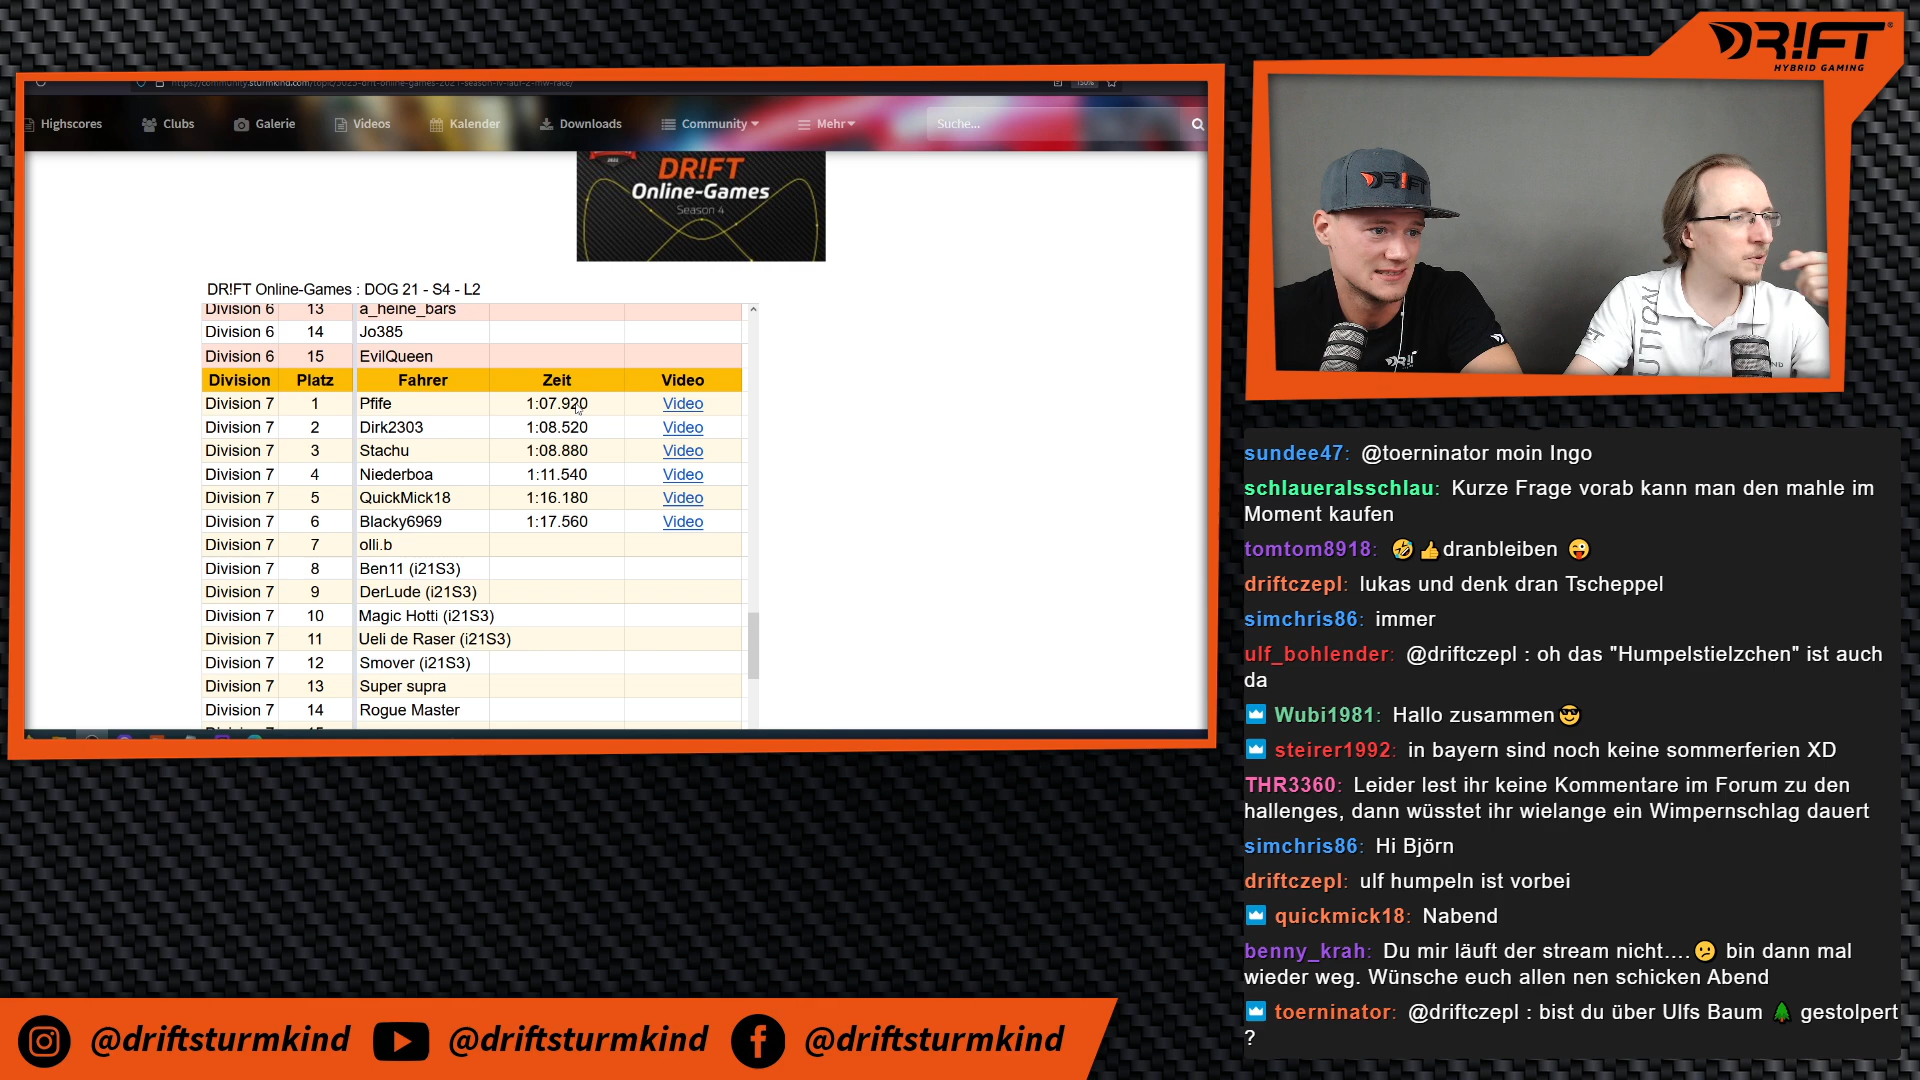 DR!FT
HYBRID GAMING
Highscores
Clubs
Galerie
Videos
Kalender
Downloads
Community
Mehr
Suche...
DR!FT
Online-Games
Season 4
DR!FT Online-Games : DOG 21 - S4 - L2
Division 6 13 a_heine_bars
Division 6 14 Jo385
Division 6 15 EvilQueen
Division Platz Fahrer Zeit Video
Division 7 1 Pfife 1:07.920 Video
Division 7 2 Dirk2303 1:08.520 Video
Division 7 3 Stachu 1:08.880 Video
Division 7 4 Niederboa 1:11.540 Video
Division 7 5 QuickMick18 1:16.180 Video
Division 7 6 Blacky6969 1:17.560 Video
Division 7 7 olli.b
Division 7 8 Ben11 (i21S3)
Division 7 9 DerLude (i21S3)
Division 7 10 Magic Hotti (i21S3)
Division 7 11 Ueli de Raser (i21S3)
Division 7 12 Smover (i21S3)
Division 7 13 Super supra
Division 7 14 Rogue Master
DR!FT
sundee47: @toerninator moin Ingo
schlaueralsschlau: Kurze Frage vorab kann man den mahle im
Moment kaufen
tomtom8918: 🤣👍dranbleiben 😜
driftczepl: lukas und denk dran Tscheppel
simchris86: immer
ulf_bohlender: @driftczepl : oh das "Humpelstielzchen" ist auch
da
Wubi1981: Hallo zusammen😎
steirer1992: in bayern sind noch keine sommerferien XD
THR3360: Leider lest ihr keine Kommentare im Forum zu den
hallenges, dann wüsstet ihr wielange ein Wimpernschlag dauert
simchris86: Hi Björn
driftczepl: ulf humpeln ist vorbei
quickmick18: Nabend
benny_krah: Du mir läuft der stream nicht....😕 bin dann mal
wieder weg. Wünsche euch allen nen schicken Abend
toerninator: @driftczepl : bist du über Ulfs Baum 🌲 gestolpert
?
@driftsturmkind @driftsturmkind @driftsturmkind